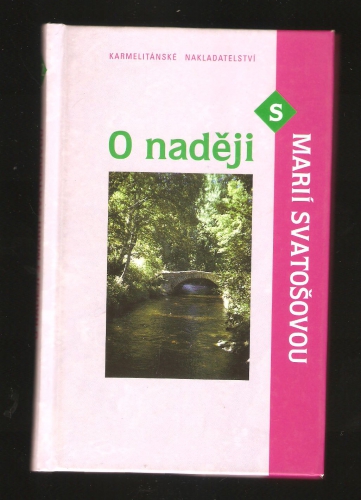 KARMELITÁNSKÉ NAKLADATELSTVÍ
O naději
S
MARIÍ SVATOŠOVOU